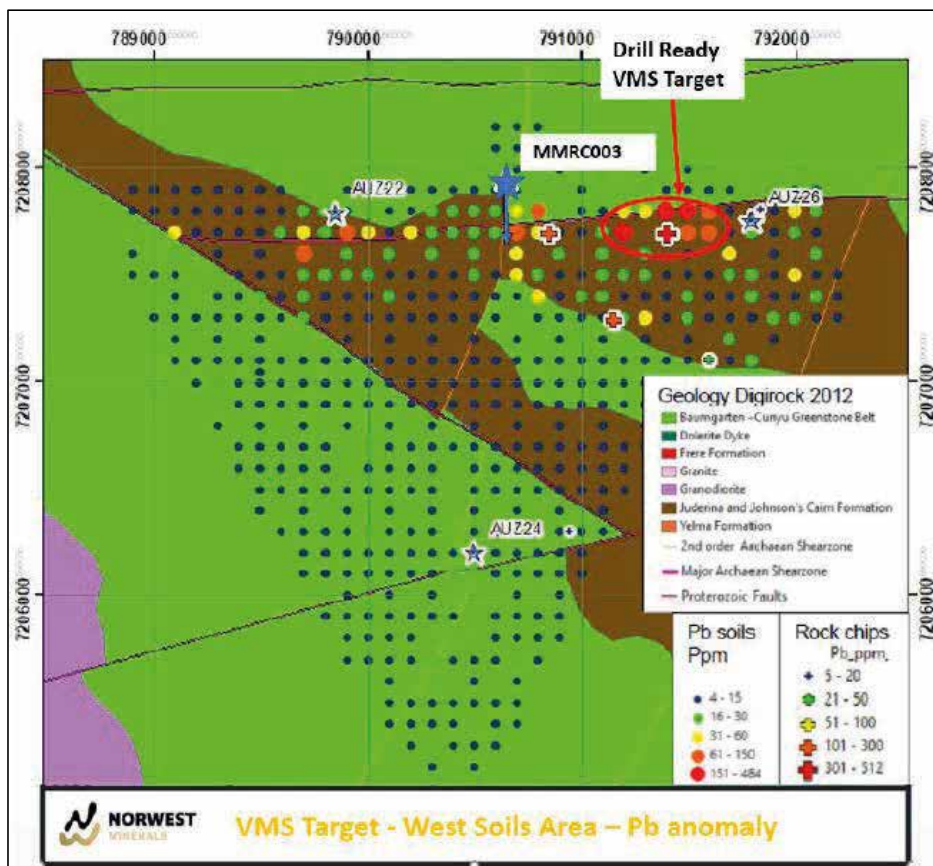 789000 790000 791000 792000
Drill Ready
VMS Target
MMRC003
AUZ22
AUZ26
7208000 7208000
7207000 7207000
AUZ24
7206000 7206000
Geology Digirock 2012
Baumgarten -Cunyu Greenstone Belt
Dolerite Dyke
Frere Formation
Granite
Granodiorite
Juderina and Johnson's Cairn Formation
Yelma Formation
2nd order Archaean Shearzone
Major Archaean Shearzone
Proterozoic Faults
Pb soils
Ppm
4 - 15
16 - 30
31 - 60
61 - 150
151 - 484
Rock chips
Pb_ppm_
5 - 20
21 - 50
51 - 100
101 - 300
301 - 512
NORWEST
MINERALS
VMS Target - West Soils Area – Pb anomaly